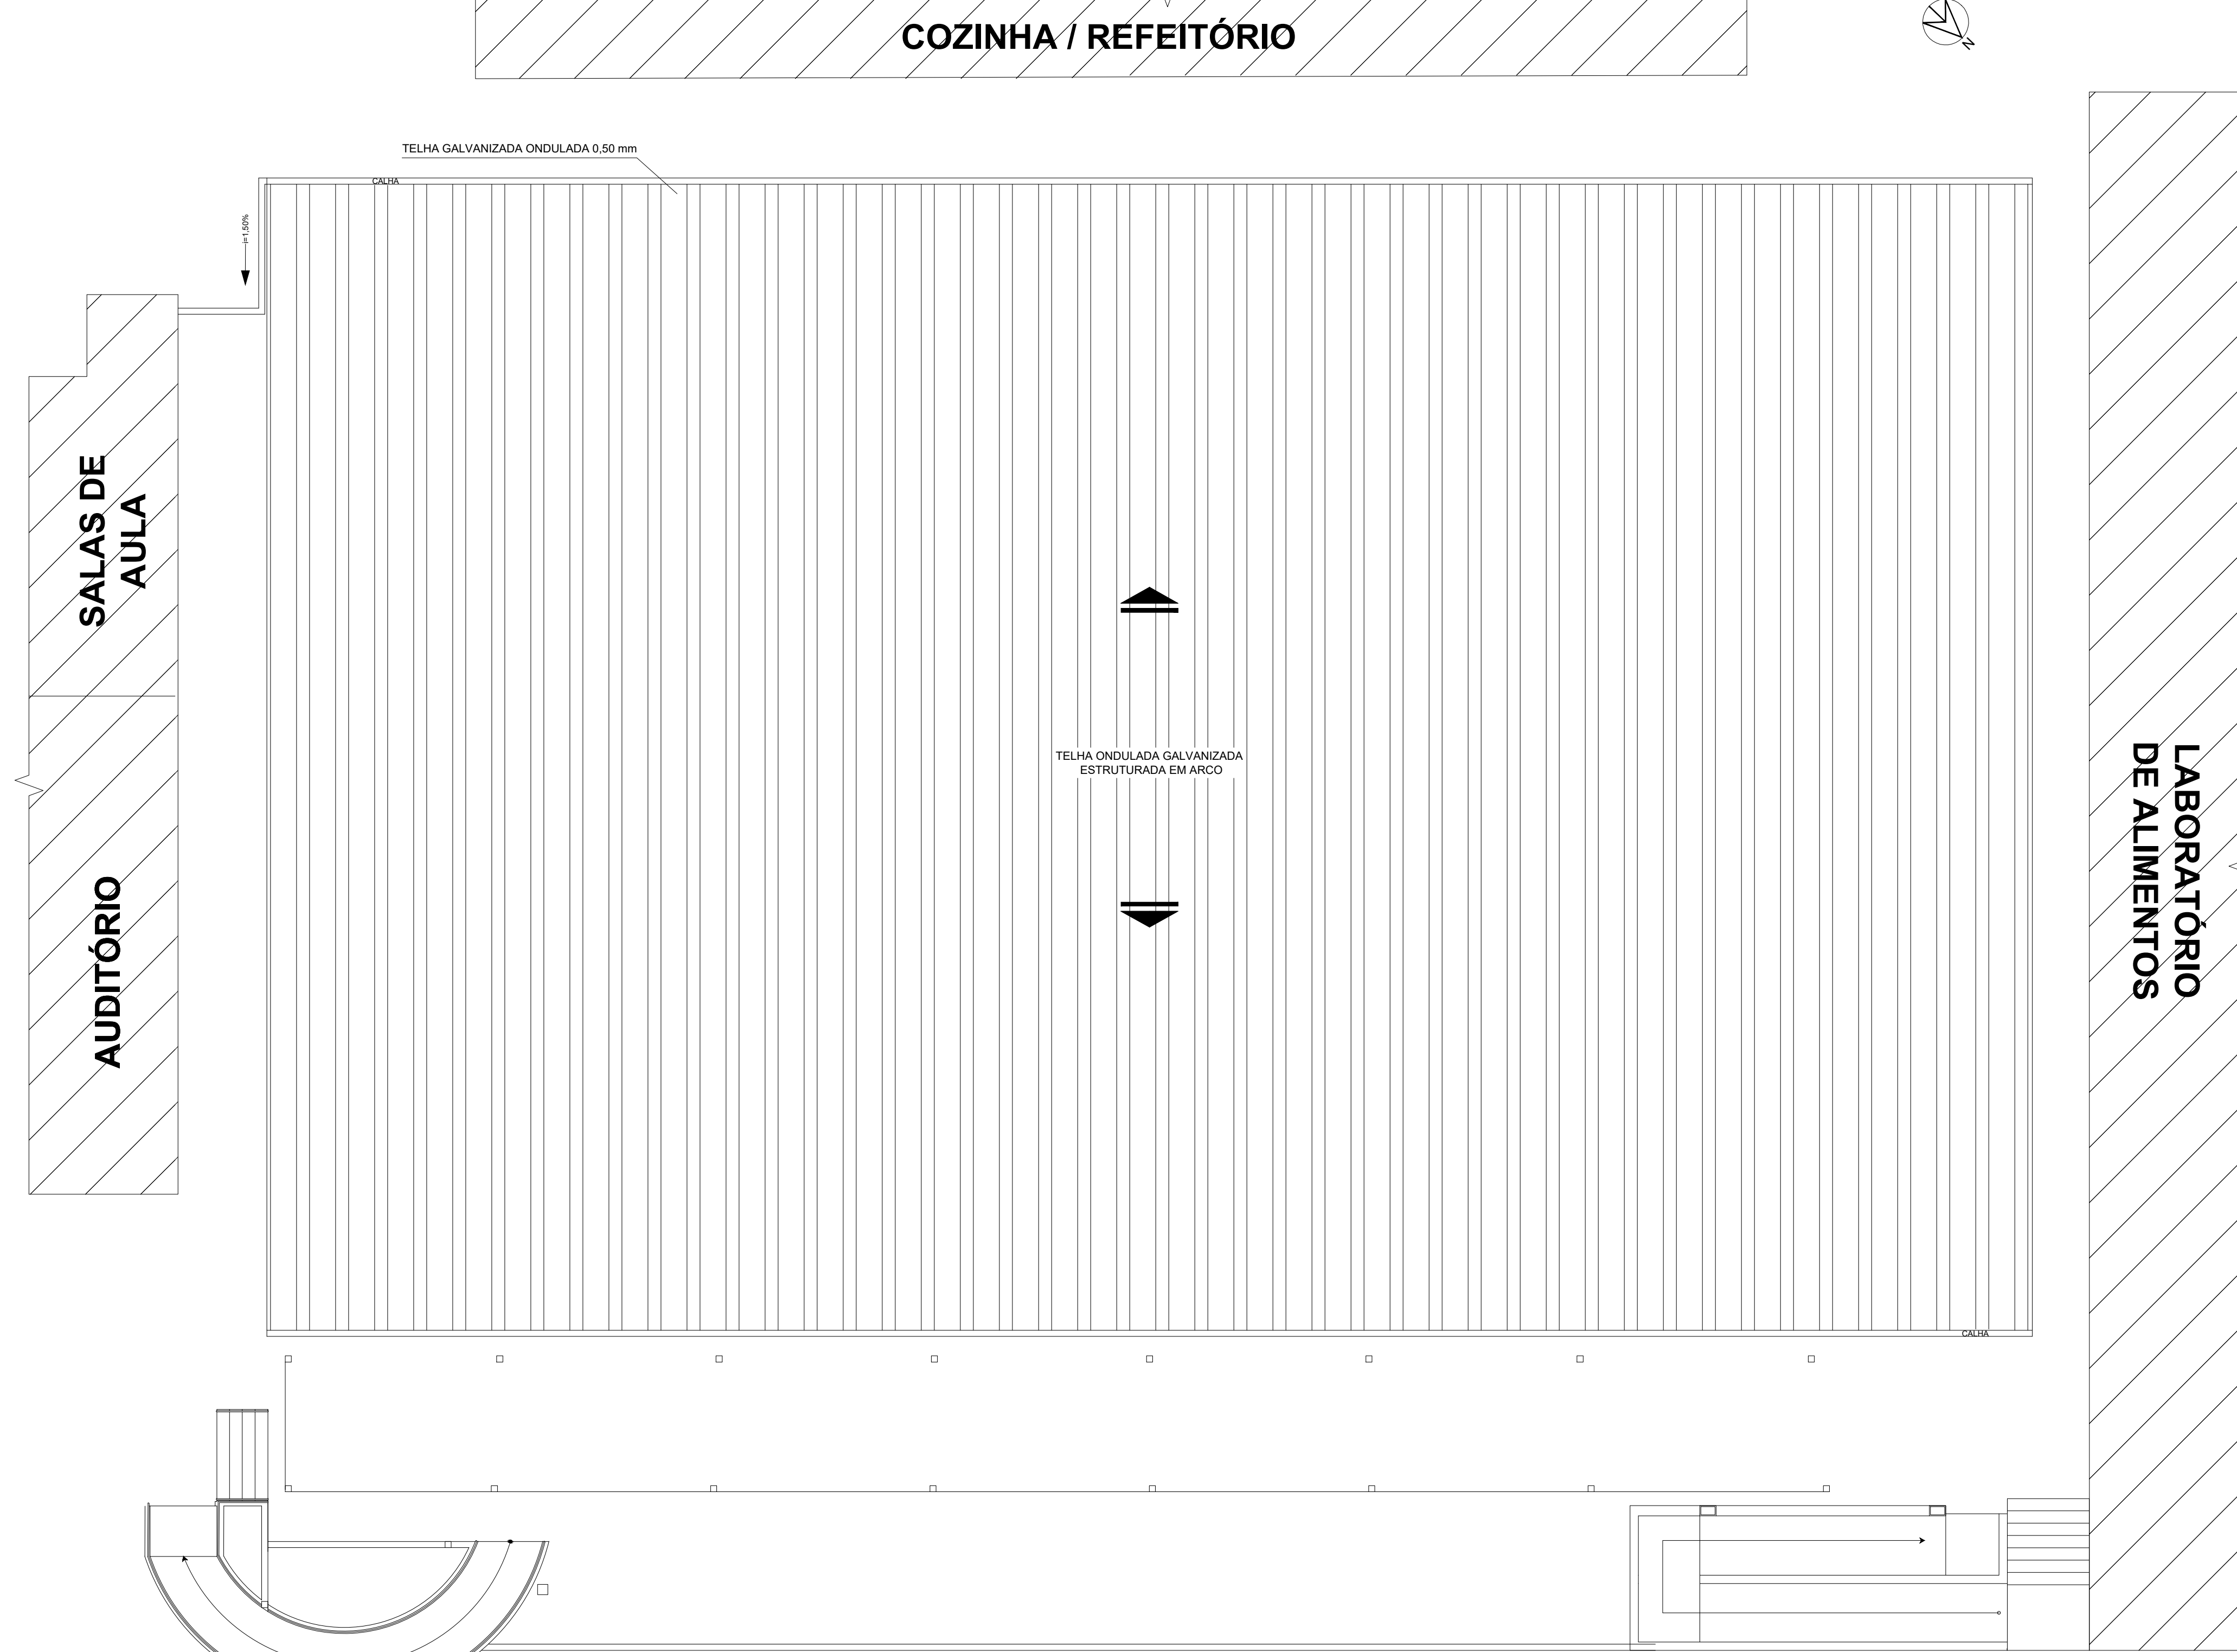 COZINHA / REFEITÓRIO
N
TELHA GALVANIZADA ONDULADA 0,50 mm
CALHA
i=1,50%
SALAS DE
AULA
TELHA ONDULADA GALVANIZADA
ESTRUTURADA EM ARCO
LABORATÓRIO
DE ALIMENTOS
AUDITÓRIO
CALHA